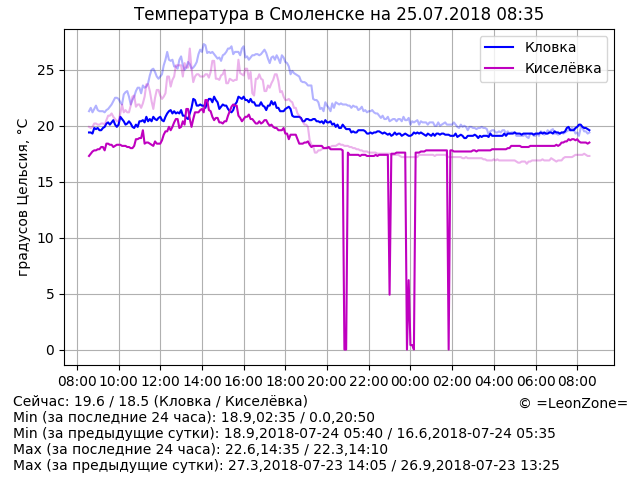 Температура в Смоленске на 25.07.2018 08:35
Кловка
Киселёвка
градусов Цельсия, °C
25
20
15
10
5
0
08:00 10:00 12:00 14:00 16:00 18:00 20:00 22:00 00:00 02:00 04:00 06:00 08:00
Сейчас: 19.6 / 18.5 (Кловка / Киселёвка)
© =LeonZone=
Min (за последние 24 часа): 18.9,02:35 / 0.0,20:50
Min (за предыдущие сутки): 18.9,2018-07-24 05:40 / 16.6,2018-07-24 05:35
Max (за последние 24 часа): 22.6,14:35 / 22.3,14:10
Max (за предыдущие сутки): 27.3,2018-07-23 14:05 / 26.9,2018-07-23 13:25